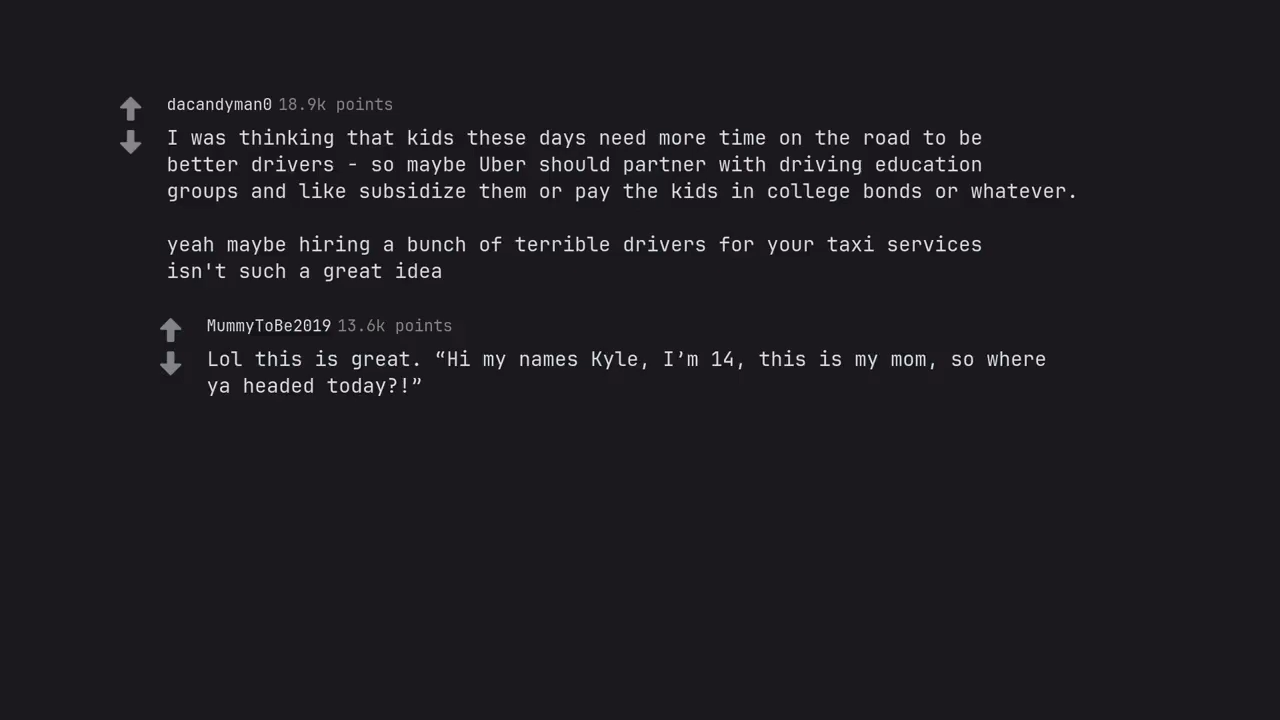 dacandyman0 18.9k points
I was thinking that kids these days need more time on the road to be
better drivers - so maybe Uber should partner with driving education
groups and like subsidize them or pay the kids in college bonds or whatever.
yeah maybe hiring a bunch of terrible drivers for your taxi services
isn't such a great idea
MummyToBe2019 13.6k points
Lol this is great. “Hi my names Kyle, I’m 14, this is my mom, so where
ya headed today?!”